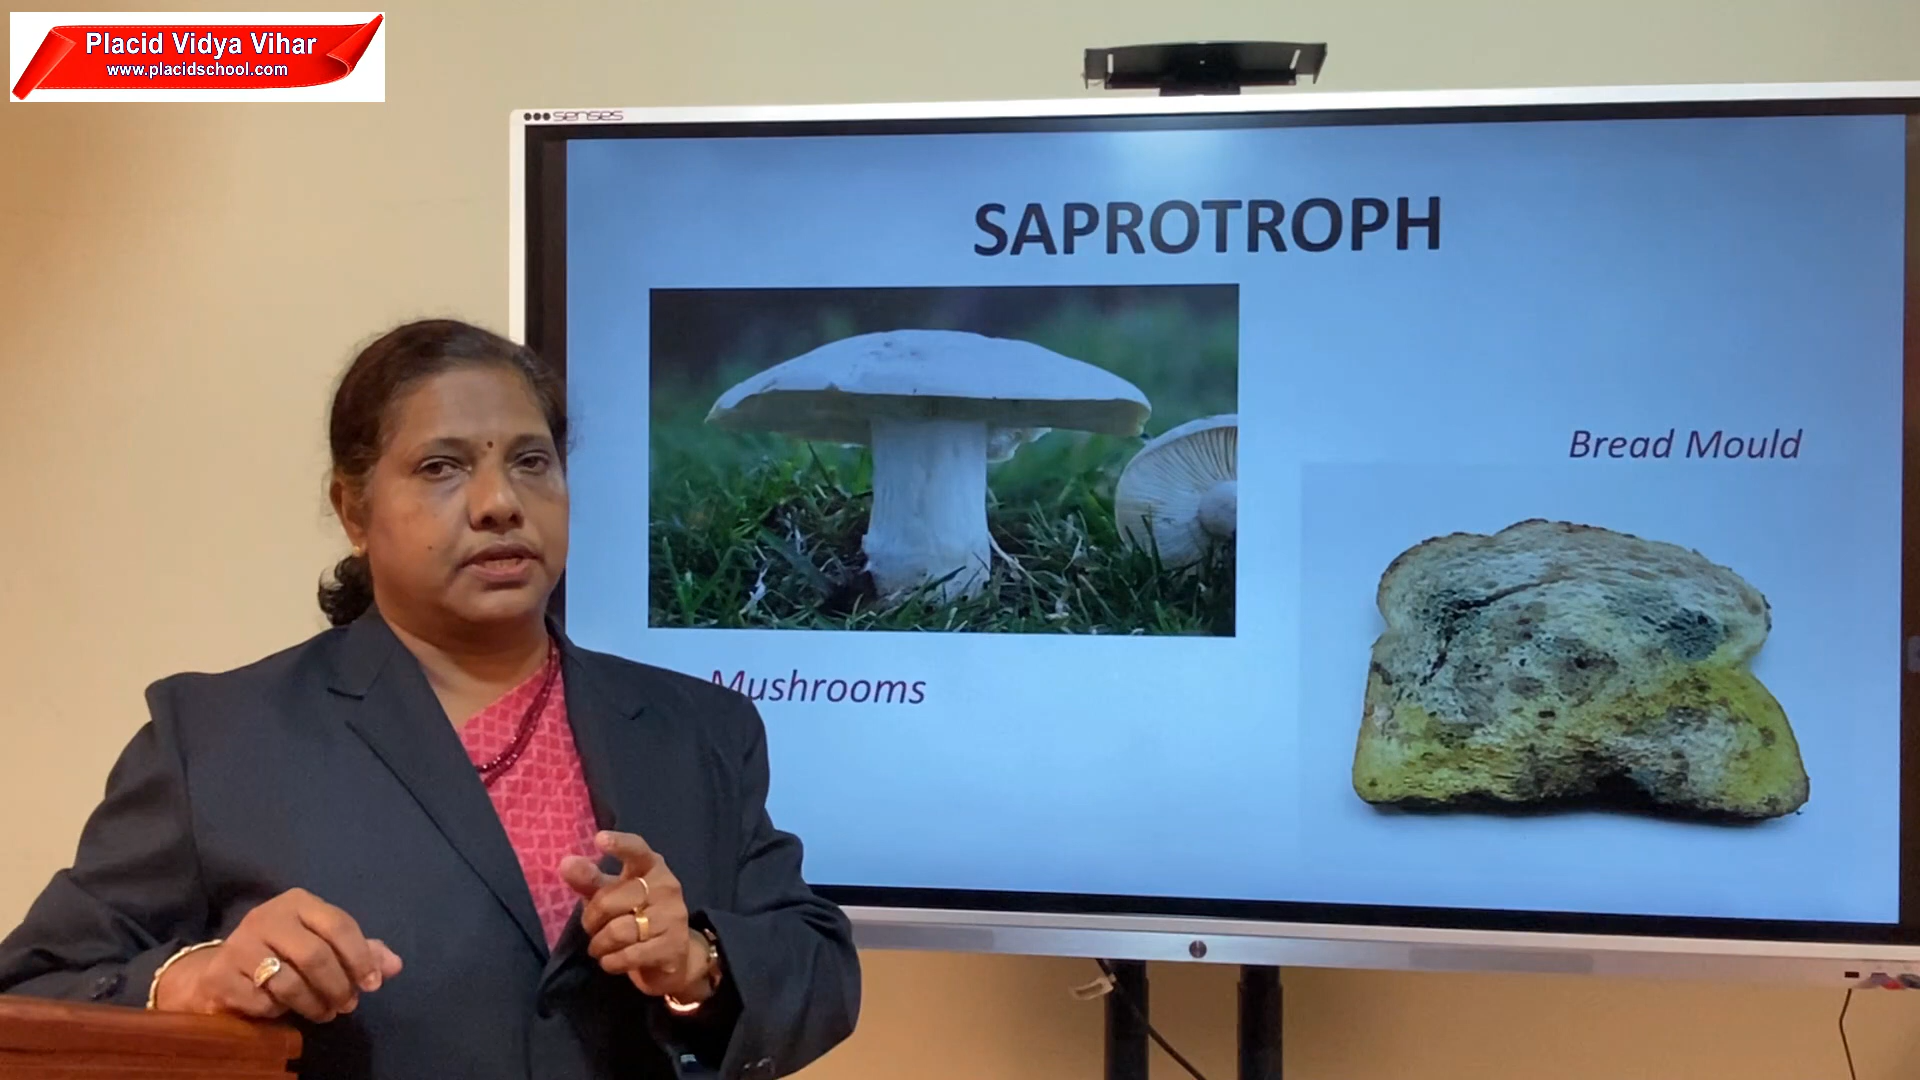 Placid Vidya Vihar
www.placidschool.com
senses
SAPROTROPH
Bread Mould
Mushrooms